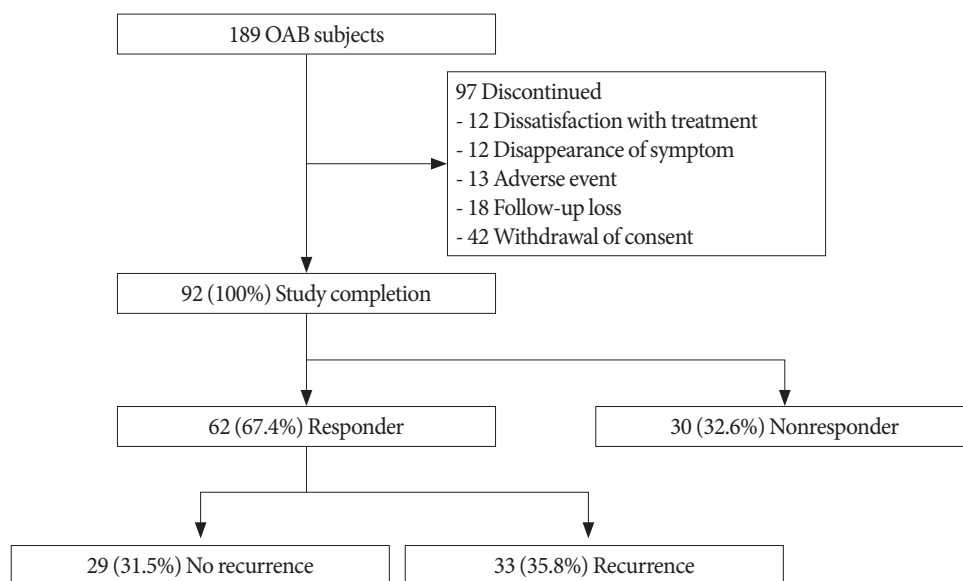 189 OAB subjects
97 Discontinued
- 12 Dissatisfaction with treatment
- 12 Disappearance of symptom
- 13 Adverse event
- 18 Follow-up loss
- 42 Withdrawal of consent
92 (100%) Study completion
62 (67.4%) Responder
30 (32.6%) Nonresponder
29 (31.5%) No recurrence
33 (35.8%) Recurrence